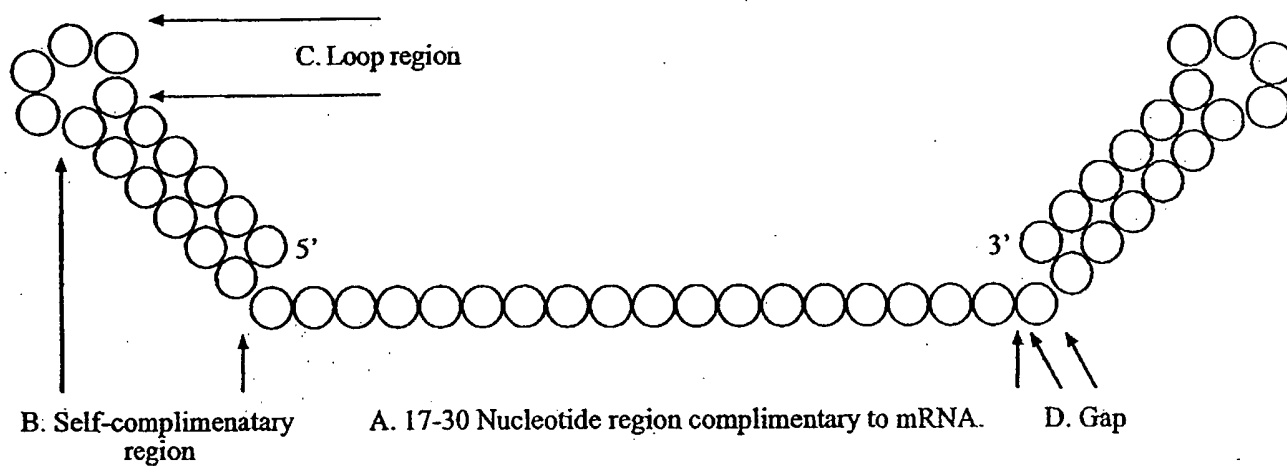 C. Loop region
5'
3'
B. Self-complimenatary
region
A. 17-30 Nucleotide region complimentary to mRNA.
D. Gap